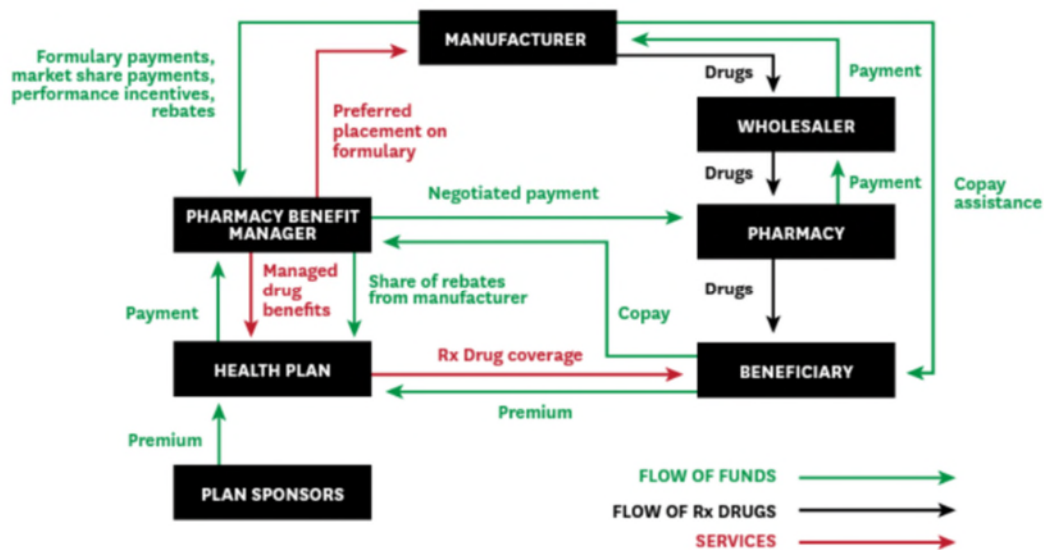 MANUFACTURER
Formulary payments,
market share payments,
performance incentives,
rebates
Preferred
placement on
formulary
Drugs
Payment
WHOLESALER
Drugs
Payment
Copay
assistance
PHARMACY BENEFIT
MANAGER
Negotiated payment
PHARMACY
Managed
drug
benefits
Share of rebates
from manufacturer
Drugs
Payment
Copay
HEALTH PLAN
Rx Drug coverage
BENEFICIARY
Premium
Premium
PLAN SPONSORS
FLOW OF FUNDS
FLOW OF Rx DRUGS
SERVICES